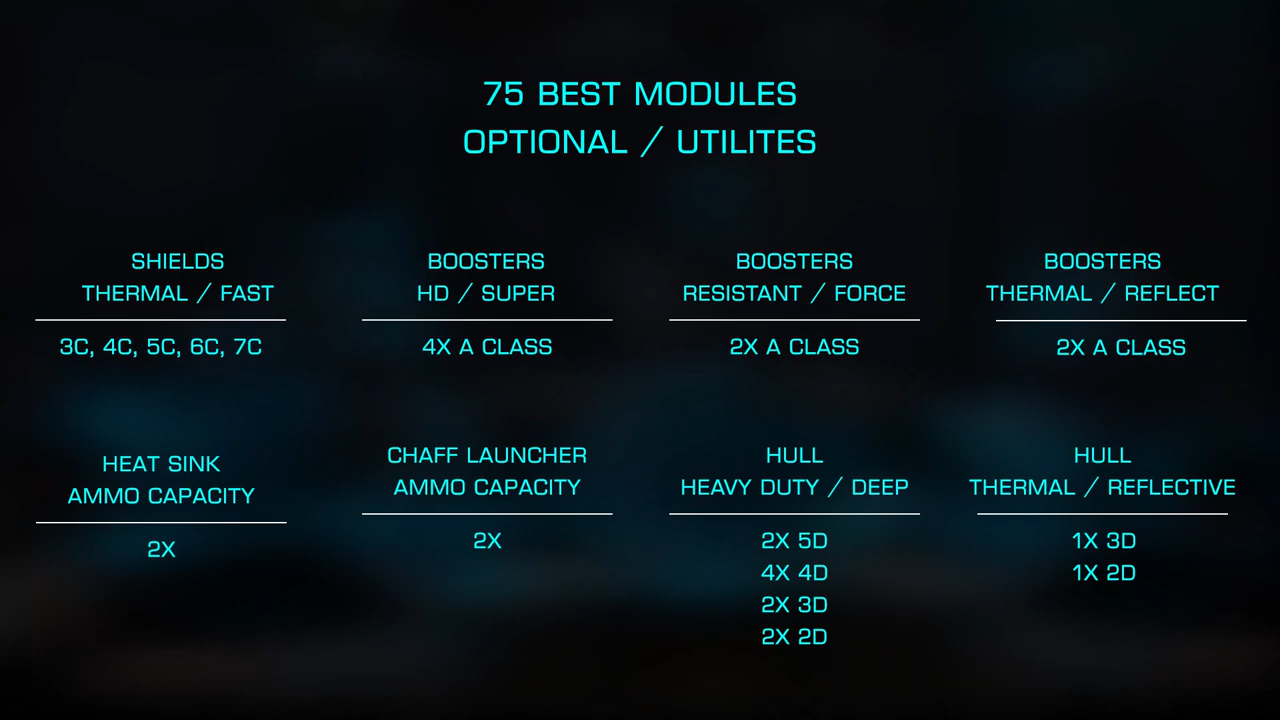 75 BEST MODULES
OPTIONAL / UTILITES
SHIELDS
THERMAL / FAST
3C, 4C, 5C, 6C, 7C
BOOSTERS
HD / SUPER
4X A CLASS
BOOSTERS
RESISTANT / FORCE
2X A CLASS
BOOSTERS
THERMAL / REFLECT
2X A CLASS
HEAT SINK
AMMO CAPACITY
2X
CHAFF LAUNCHER
AMMO CAPACITY
2X
HULL
HEAVY DUTY / DEEP
2X 5D
4X 4D
2X 3D
2X 2D
HULL
THERMAL / REFLECTIVE
1X 3D
1X 2D